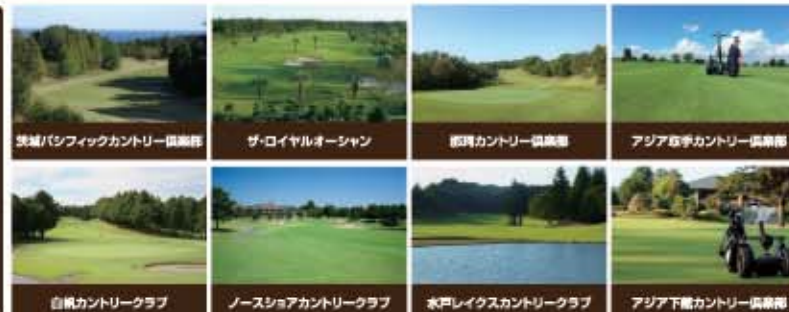 茨城パシフィックカントリー倶楽部
ザ・ロイヤルオーシャン
那珂カントリー倶楽部
アジア取手カントリー倶楽部
白帆カントリークラブ
ノースショアカントリークラブ
水戸レイクスカントリークラブ
アジア下館カントリー倶楽部